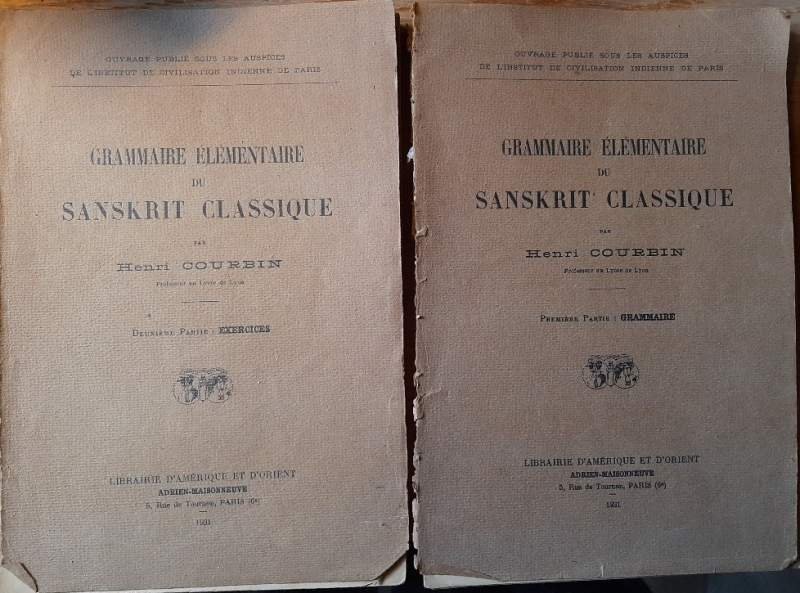 OUVRAGE PUBLIÉ SOUS LES AUSPICES
DE L'INSTITUT DE CIVILISATION INDIENNE DE PARIS
GRAMMAIRE ÉLÉMENTAIRE
DU
SANSKRIT CLASSIQUE
PAR
Henri COURBIN
Professeur au Lycée de Lyon
DEUXIÈME PARTIE : EXERCICES
LIBRAIRIE D'AMÉRIQUE ET D'ORIENT
ADRIEN-MAISONNEUVE
5, Rue de Tournon, PARIS (6e)
1931
OUVRAGE PUBLIÉ SOUS LES AUSPICES
DE L'INSTITUT DE CIVILISATION INDIENNE DE PARIS
GRAMMAIRE ÉLÉMENTAIRE
DU
SANSKRIT CLASSIQUE
PAR
Henri COURBIN
Professeur au Lycée de Lyon
PREMIÈRE PARTIE : GRAMMAIRE
LIBRAIRIE D'AMÉRIQUE ET D'ORIENT
ADRIEN-MAISONNEUVE
5, Rue de Tournon, PARIS (6e)
1931